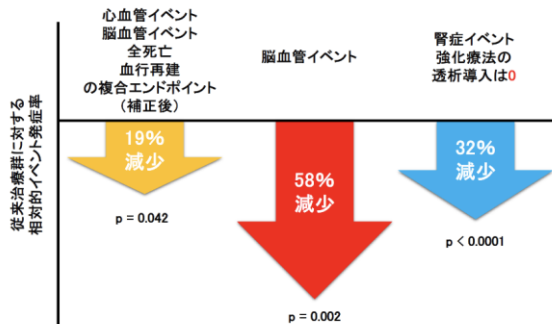 心血管イベント
脳血管イベント
全死亡
血行再建
の複合エンドポイント
(補正後)
脳血管イベント
腎症イベント
強化療法の
透析導入は0
従来治療群に対する
相対的イベント発症率
19%
減少
p = 0.042
58%
減少
p = 0.002
32%
減少
p < 0.0001